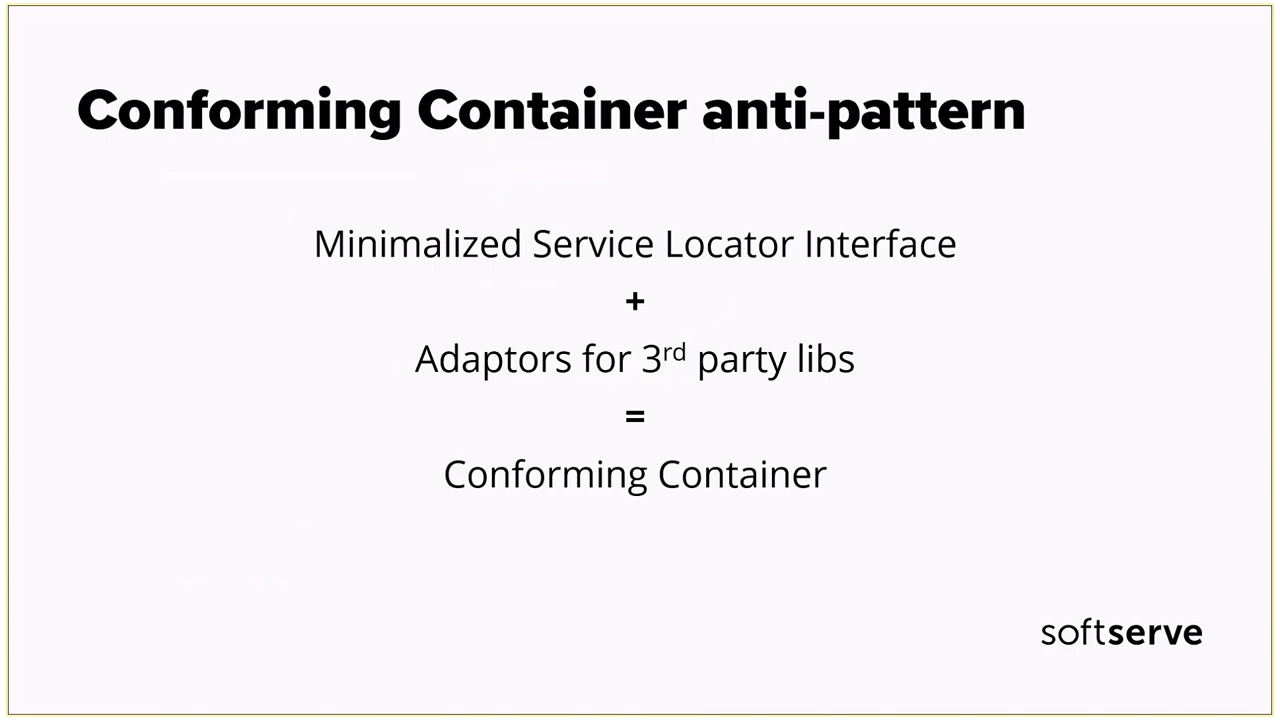 Conforming Container anti-pattern
Minimalized Service Locator Interface
+
Adaptors for 3rd party libs
=
Conforming Container
softserve